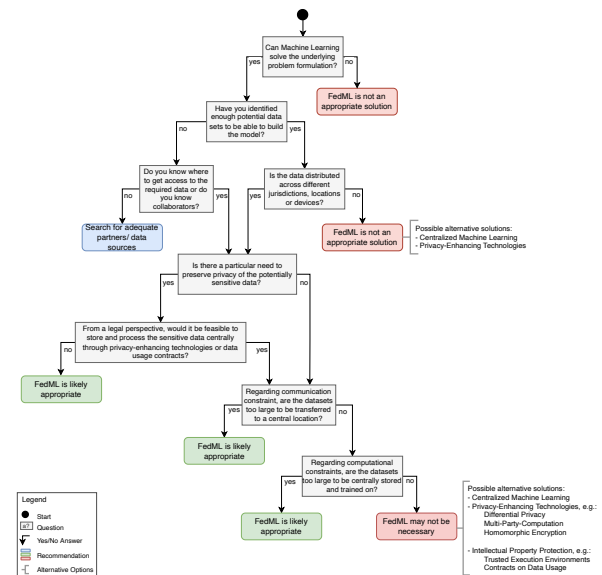 Can Machine Learning
solve the underlying
problem formulation?
yes
no
FedML is not an
appropriate solution
Have you identified
enough potential data
sets to be able to build
the model?
no
yes
Do you know where
to get access to the
required data or do
you know
collaborators?
Is the data distributed
across different
jurisdictions, locations
or devices?
no
yes
yes
no
Search for adequate
partners/ data
sources
FedML is not an
appropriate solution
Possible alternative solutions:
- Centralized Machine Learning
- Privacy-Enhancing Technologies
Is there a particular need to
preserve privacy of the potentially
sensitive data?
yes
no
From a legal perspective, would it be feasible to
store and process the sensitive data centrally
through privacy-enhancing technologies or data
usage contracts?
no
yes
FedML is likely
appropriate
Regarding communication
constraint, are the datasets
too large to be transferred
to a central location?
yes
no
FedML is likely
appropriate
Regarding computational
constraints, are the datasets
too large to be centrally stored
and trained on?
yes
no
FedML is likely
appropriate
FedML may not be
necessary
Possible alternative solutions:
- Centralized Machine Learning
- Privacy-Enhancing Technologies, e.g.:
Differential Privacy
Multi-Party-Computation
Homomorphic Encryption
- Intellectual Property Protection, e.g.:
Trusted Execution Environments
Contracts on Data Usage
Legend
Start
a?
Question
Yes/No Answer
Recommendation
Alternative Options